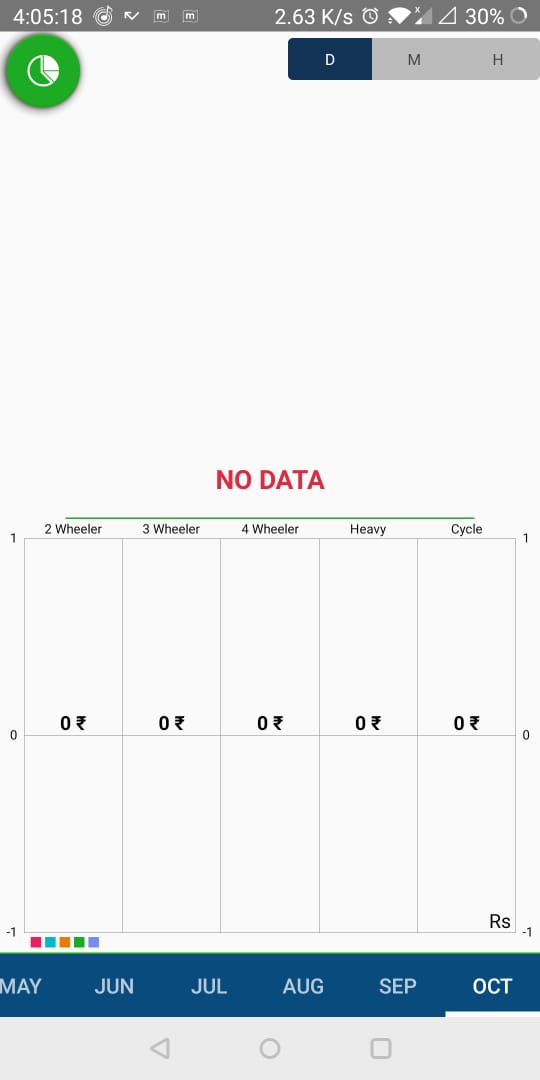 4:05:18 m m 2.63 K/s x 30%
D M H
NO DATA
2 Wheeler 3 Wheeler 4 Wheeler Heavy Cycle
1 1
0 ₹ 0 ₹ 0 ₹ 0 ₹ 0 ₹
0 0
Rs
-1 -1
MAY JUN JUL AUG SEP OCT